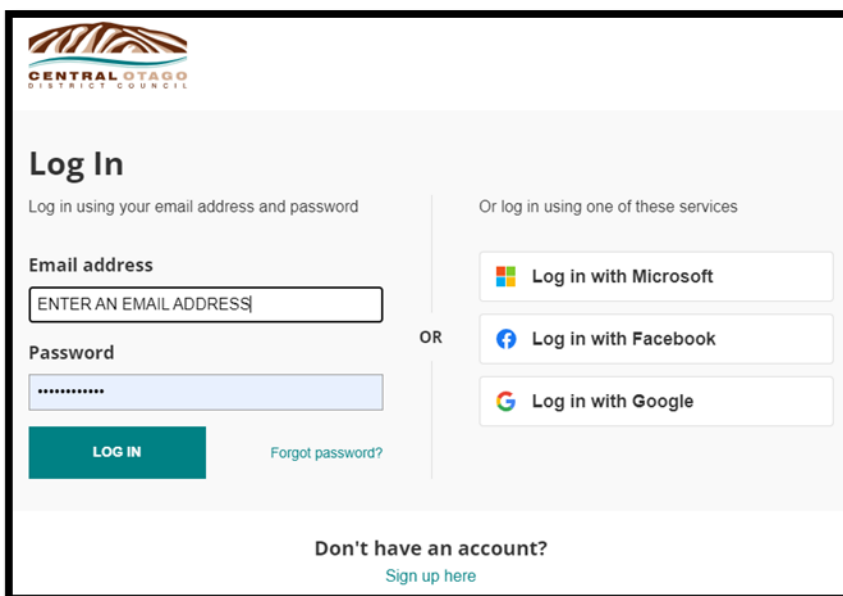 CENTRAL OTAGO
DISTRICT COUNCIL
Log In
Log in using your email address and password
Email address
ENTER AN EMAIL ADDRESS
Password
••••••••••••
LOG IN
Forgot password?
OR
Or log in using one of these services
Log in with Microsoft
Log in with Facebook
Log in with Google
Don't have an account?
Sign up here